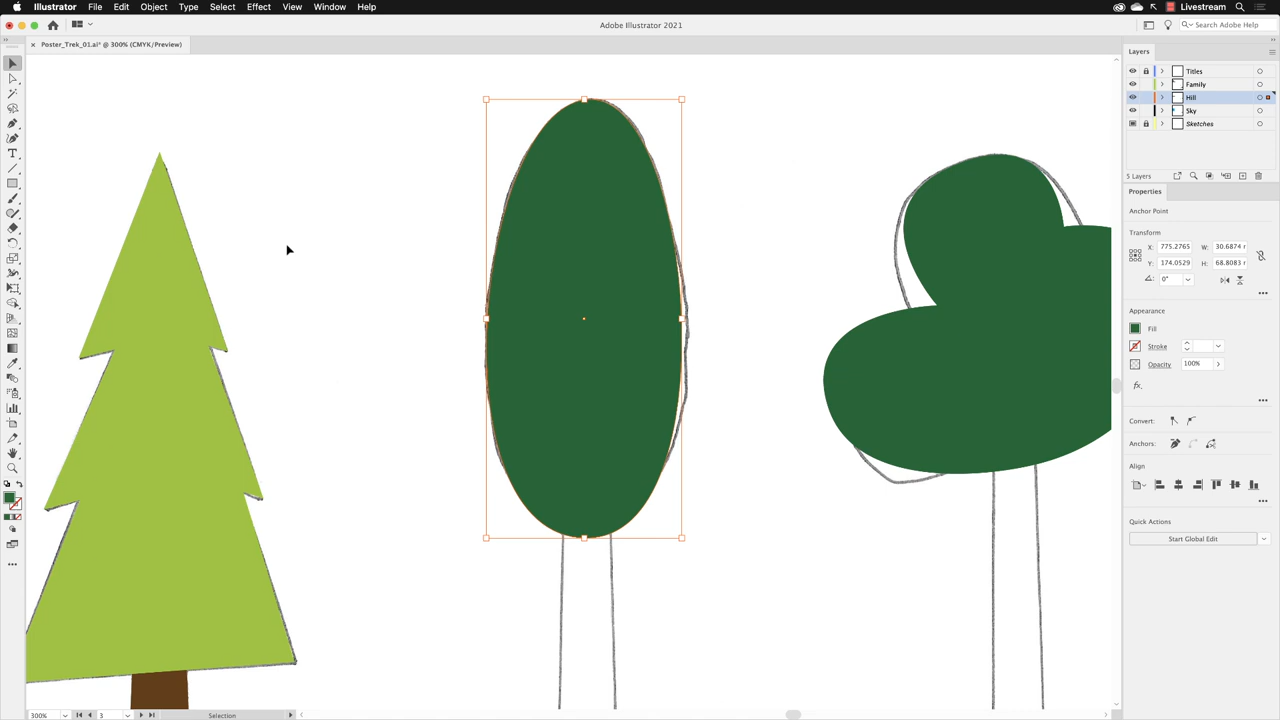 Illustrator File Edit Object Type Select Effect View Window Help Livestream
Adobe Illustrator 2021
Search Adobe Help
× Poster_Trek_01.ai* @ 300% (CMYK/Preview)
Layers
Titles
Family
Hill
Sky
Sketches
5 Layers
Properties
Anchor Point
Transform
X: 775.2765 W: 30.6874 r
Y: 174.0529 H: 68.8083 r
0°
Appearance
Fill
Stroke
Opacity 100%
fx.
Convert:
Anchors:
Align
Quick Actions
Start Global Edit
300% 3 Selection